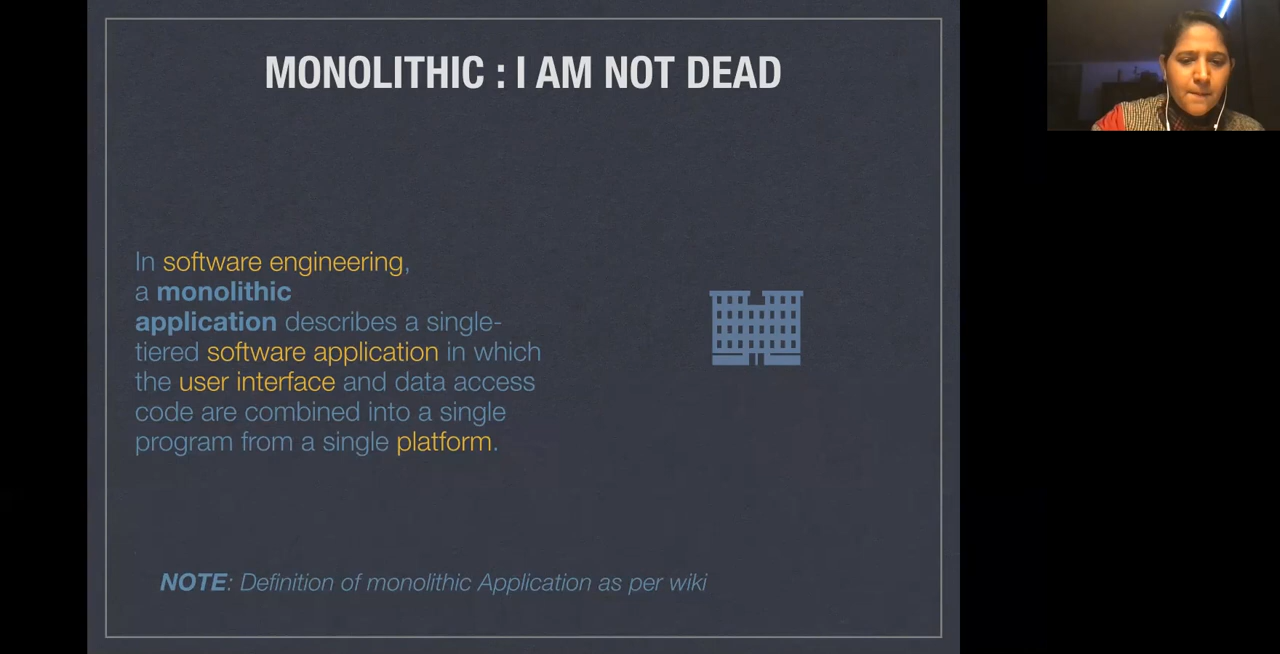 MONOLITHIC : I AM NOT DEAD
In software engineering,
a monolithic
application describes a single-
tiered software application in which
the user interface and data access
code are combined into a single
program from a single platform.
NOTE: Definition of monolithic Application as per wiki